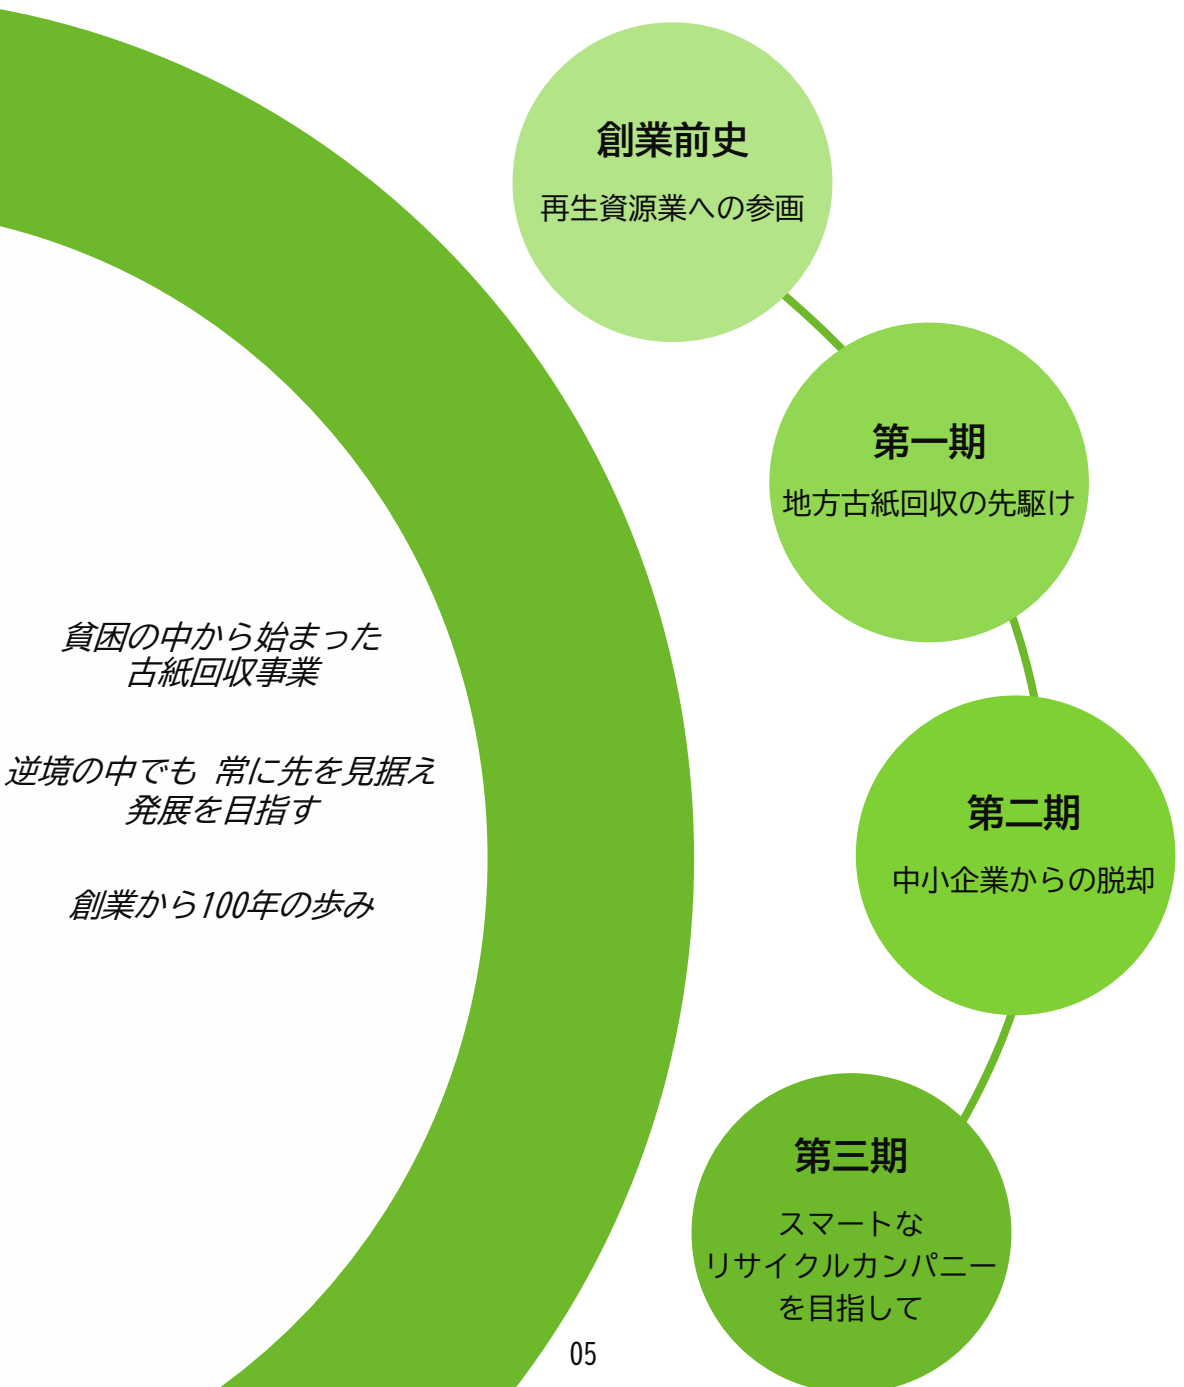 創業前史
再生資源業への参画
第一期
地方古紙回収の先駆け
貧困の中から始まった
古紙回収事業
逆境の中でも 常に先を見据え
発展を目指す
創業から100年の歩み
第二期
中小企業からの脱却
第三期
スマートな
リサイクルカンパニー
を目指して
05